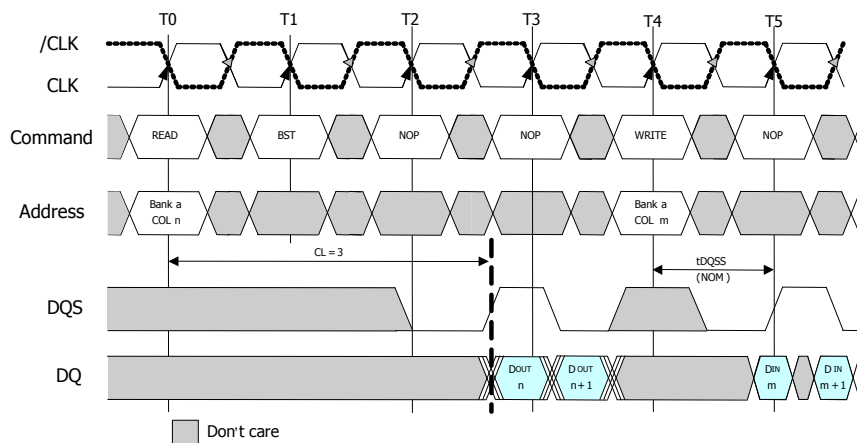 T0 T1 T2 T3 T4 T5
/CLK
CLK
Command READ BST NOP NOP WRITE NOP
Address Bank a COL n Bank a COL m
CL = 3 tDQSS (NOM)
DQS
DQ DOUT n DOUT n+1 DIN m DIN m+1
Don't care